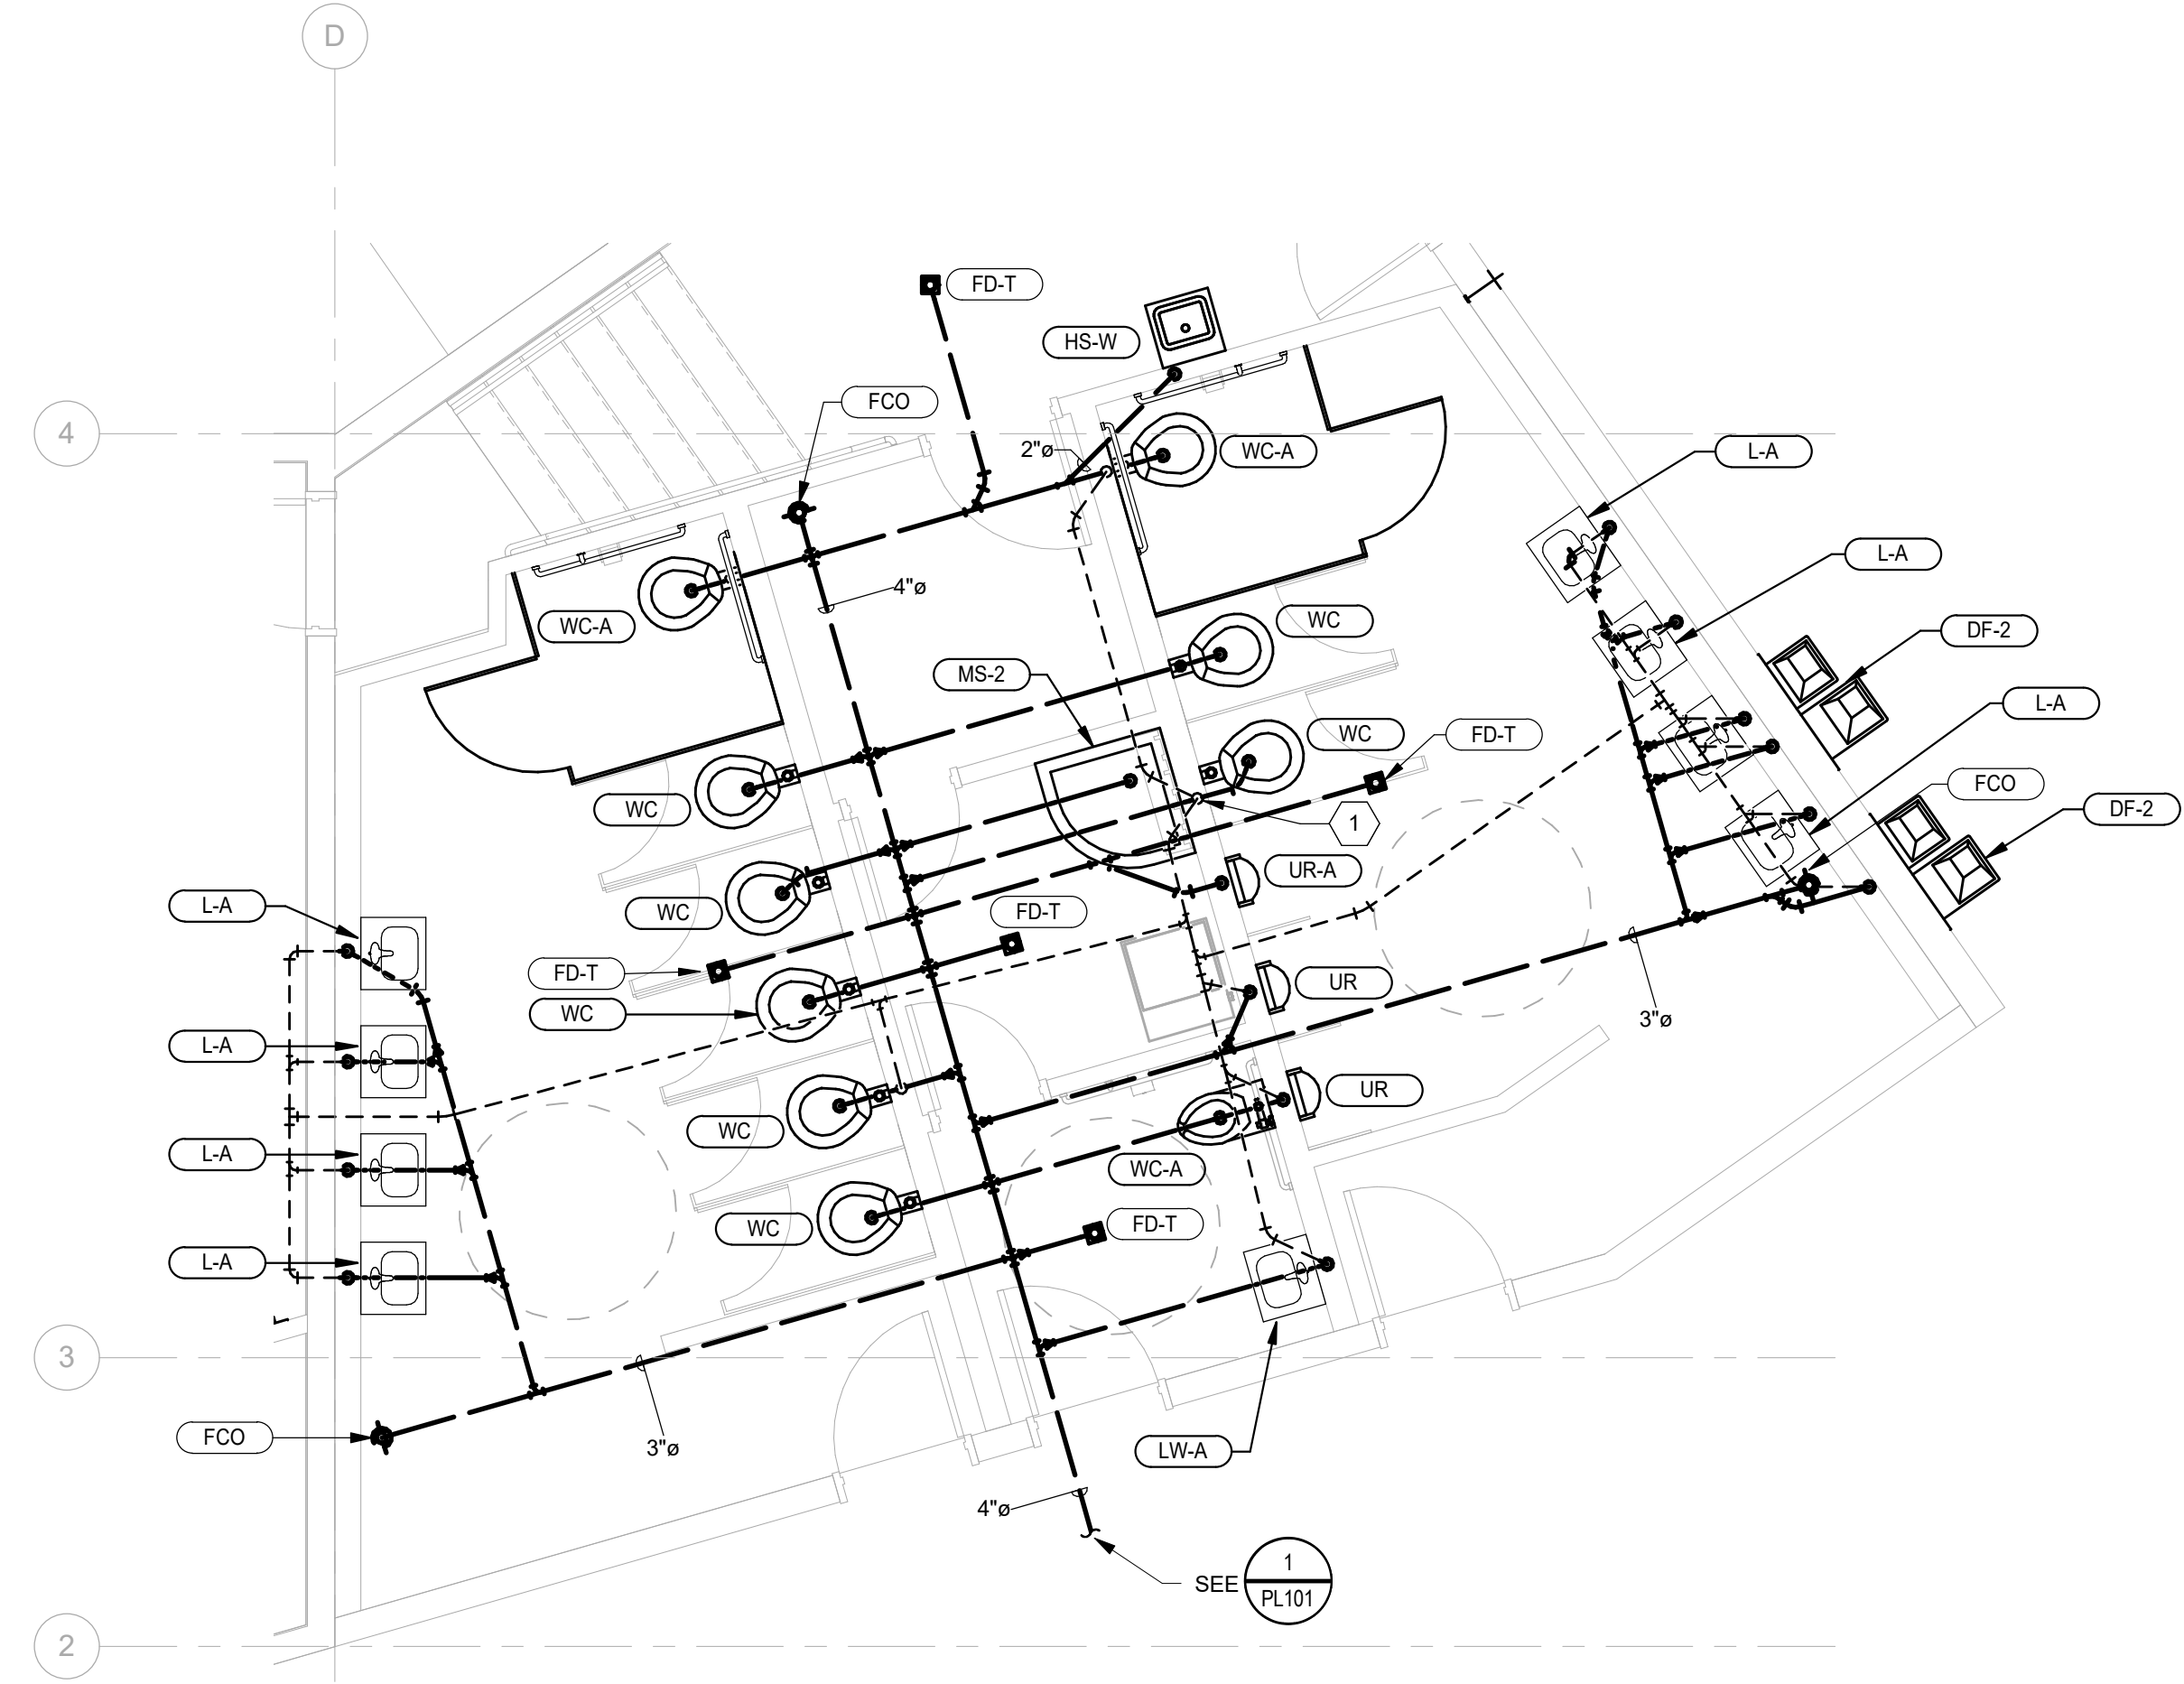 D
FD-T
HS-W
FCO
4
2"ø
WC-A
L-A
L-A
4"ø
WC-A
WC
DF-2
MS-2
L-A
WC
FD-T
FCO
WC
1
DF-2
UR-A
L-A
WC
FD-T
FD-T
UR
WC
3"ø
L-A
UR
WC
L-A
WC-A
WC
FD-T
L-A
3
FCO
3"ø
LW-A
4"ø
1
SEE
PL101
2